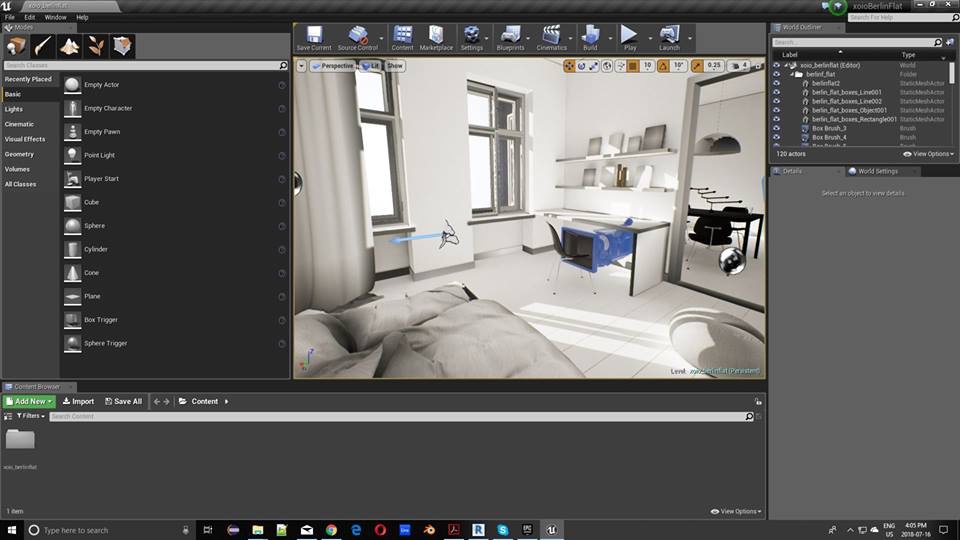 xoio_berlinflat
xoioBerlinFlat
File Edit Window Help
Search For Help
Modes
Search Classes
Recently Placed
Basic
Lights
Cinematic
Visual Effects
Geometry
Volumes
All Classes
Empty Actor
Empty Character
Empty Pawn
Point Light
Player Start
Cube
Sphere
Cylinder
Cone
Plane
Box Trigger
Sphere Trigger
Save Current
Source Control
Content
Marketplace
Settings
Blueprints
Cinematics
Build
Play
Launch
Perspective Lit Show
10 10° 0.25 4
Level: xoio_berlinflat (Persistent)
World Outliner
Search...
Label Type
xoio_berlinflat (Editor) World
berlinf_flat Folder
berlinflat2 StaticMeshActor
berlin_flat_boxes_Line001 StaticMeshActor
berlin_flat_boxes_Line002 StaticMeshActor
berlin_flat_boxes_Object001 StaticMeshActor
berlin_flat_boxes_Rectangle001 StaticMeshActor
Box Brush_3 Brush
Box Brush_4 Brush
120 actors View Options
Details World Settings
Select an object to view details.
Content Browser
Add New Import Save All Content
Filters Search Content
xoio_berlinflat
1 item View Options
Type here to search
ENG
US
4:05 PM
2018-07-16